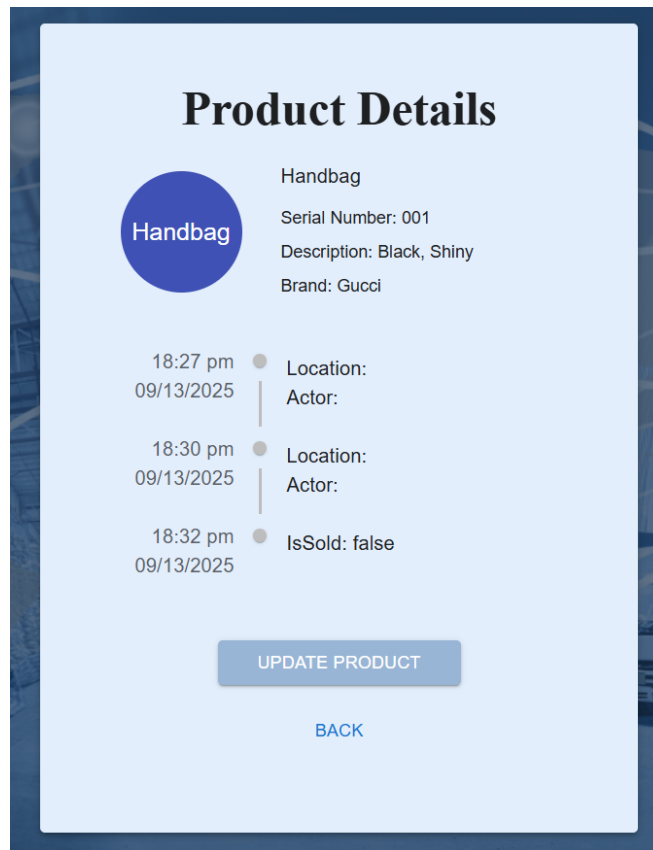 Product Details
Handbag
Handbag
Serial Number: 001
Description: Black, Shiny
Brand: Gucci
18:27 pm
09/13/2025
Location:
Actor:
18:30 pm
09/13/2025
Location:
Actor:
18:32 pm
09/13/2025
IsSold: false
UPDATE PRODUCT
BACK